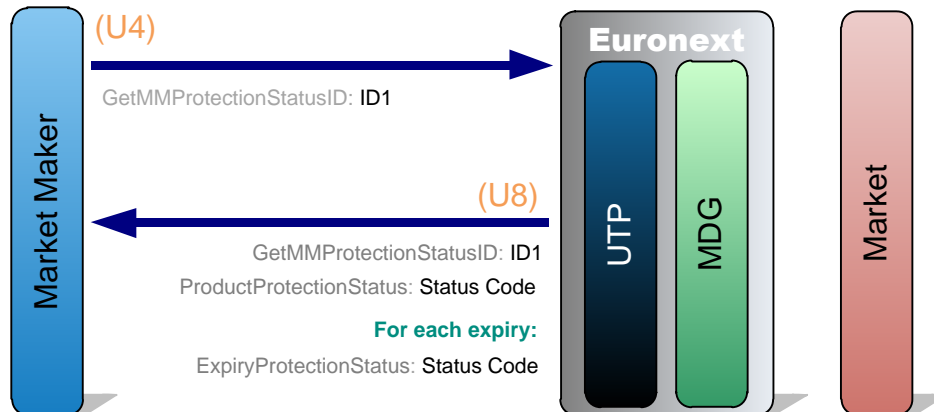 Market Maker
(U4)
GetMMProtectionStatusID: ID1
(U8)
GetMMProtectionStatusID: ID1
ProductProtectionStatus: Status Code
For each expiry:
ExpiryProtectionStatus: Status Code
Euronext
UTP
MDG
Market